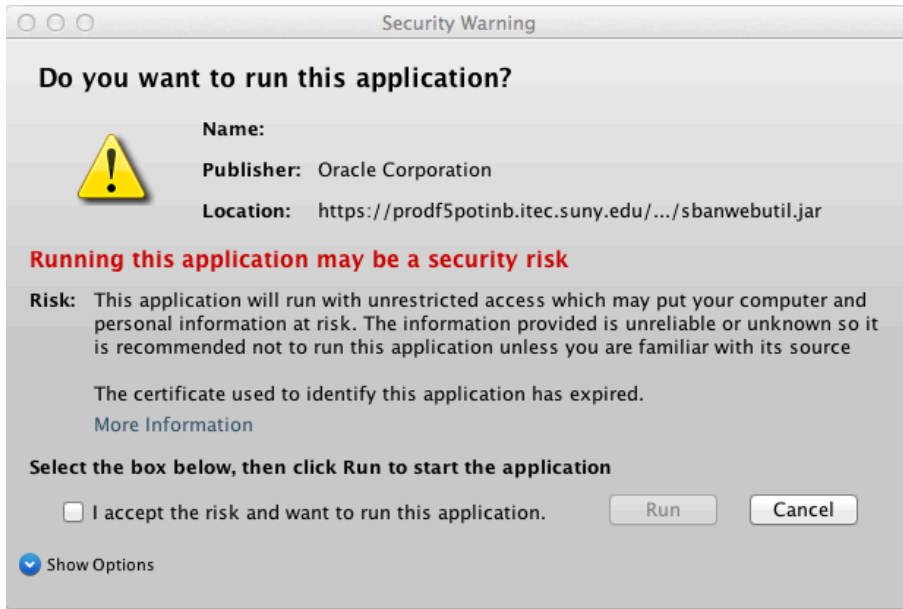 Security Warning
Do you want to run this application?
Name:
Publisher: Oracle Corporation
Location: https://prodf5potinb.itec.suny.edu/.../sbanwebutil.jar
Running this application may be a security risk
Risk: This application will run with unrestricted access which may put your computer and
personal information at risk. The information provided is unreliable or unknown so it
is recommended not to run this application unless you are familiar with its source
The certificate used to identify this application has expired.
More Information
Select the box below, then click Run to start the application
I accept the risk and want to run this application. Run Cancel
Show Options